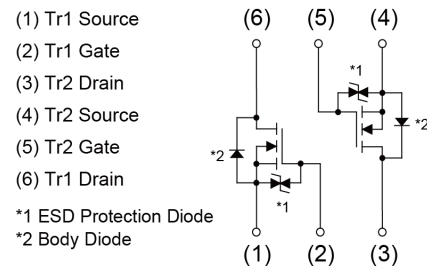 (1) Tr1 Source
(2) Tr1 Gate
(3) Tr2 Drain
(4) Tr2 Source
(5) Tr2 Gate
(6) Tr1 Drain
*1 ESD Protection Diode
*2 Body Diode
(6) (5) (4)
*1
*2
*2
*1
(1) (2) (3)